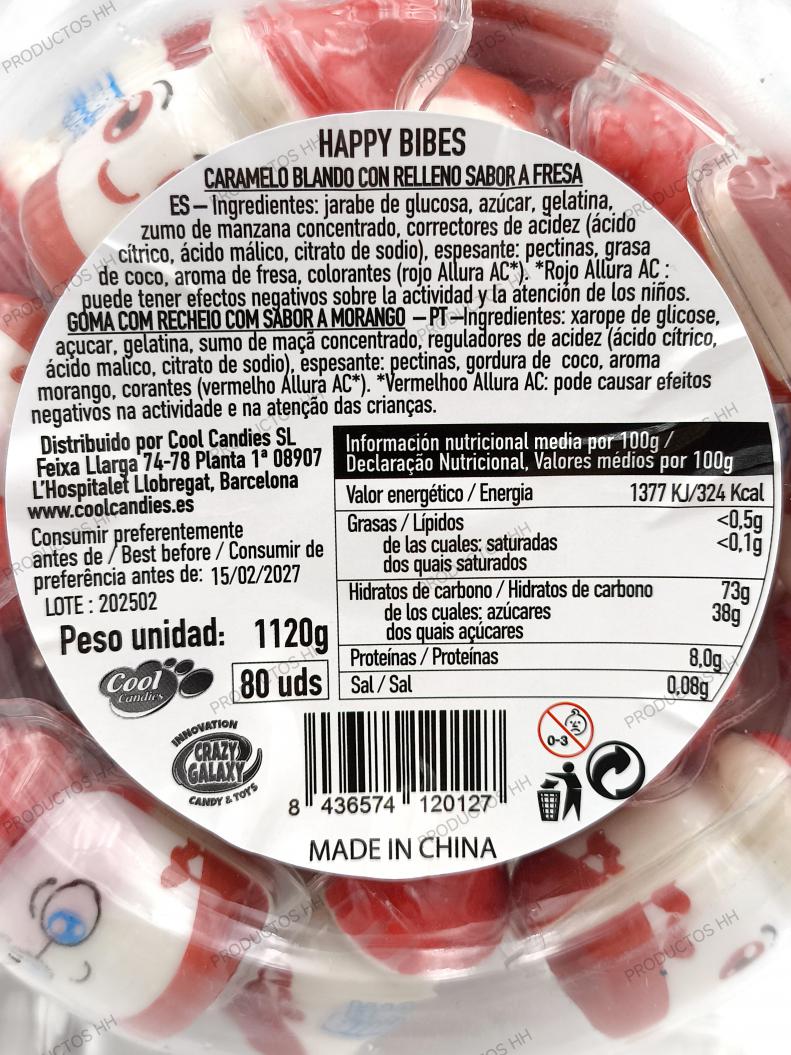 HAPPY BIBES
CARAMELO BLANDO CON RELLENO SABOR A FRESA
ES – Ingredientes: jarabe de glucosa, azúcar, gelatina,
zumo de manzana concentrado, correctores de acidez (ácido
cítrico, ácido málico, citrato de sodio), espesante: pectinas, grasa
de coco, aroma de fresa, colorantes (rojo Allura AC*). *Rojo Allura AC :
puede tener efectos negativos sobre la actividad y la atención de los niños.
GOMA COM RECHEIO COM SABOR A MORANGO – PT – Ingredientes: xarope de glicose,
açucar, gelatina, sumo de maçã concentrado, reguladores de acidez (ácido cítrico,
ácido malico, citrato de sodio), espesante: pectinas, gordura de coco, aroma
morango, corantes (vermelho Allura AC*). *Vermelhoo Allura AC: pode causar efeitos
negativos na actividade e na atenção das crianças.
Distribuido por Cool Candies SL
Feixa Llarga 74-78 Planta 1ª 08907
L'Hospitalet Llobregat, Barcelona
www.coolcandies.es
Consumir preferentemente
antes de / Best before / Consumir de
preferência antes de: 15/02/2027
LOTE : 202502
Peso unidad: 1120g
80 uds
Cool
Candies
Información nutricional media por 100g /
Declaração Nutricional, Valores médios por 100g
Valor energético / Energia 1377 KJ/324 Kcal
Grasas / Lípidos <0,5g
de las cuales: saturadas <0,1g
dos quais saturados
Hidratos de carbono / Hidratos de carbono 73g
de los cuales: azúcares 38g
dos quais açúcares
Proteínas / Proteínas 8,0g
Sal / Sal 0,08g
INNOVATION
CRAZY
GALAXY
CANDY & TOYS
8 436574 120127
0-3
MADE IN CHINA
PRODUCTOS HH